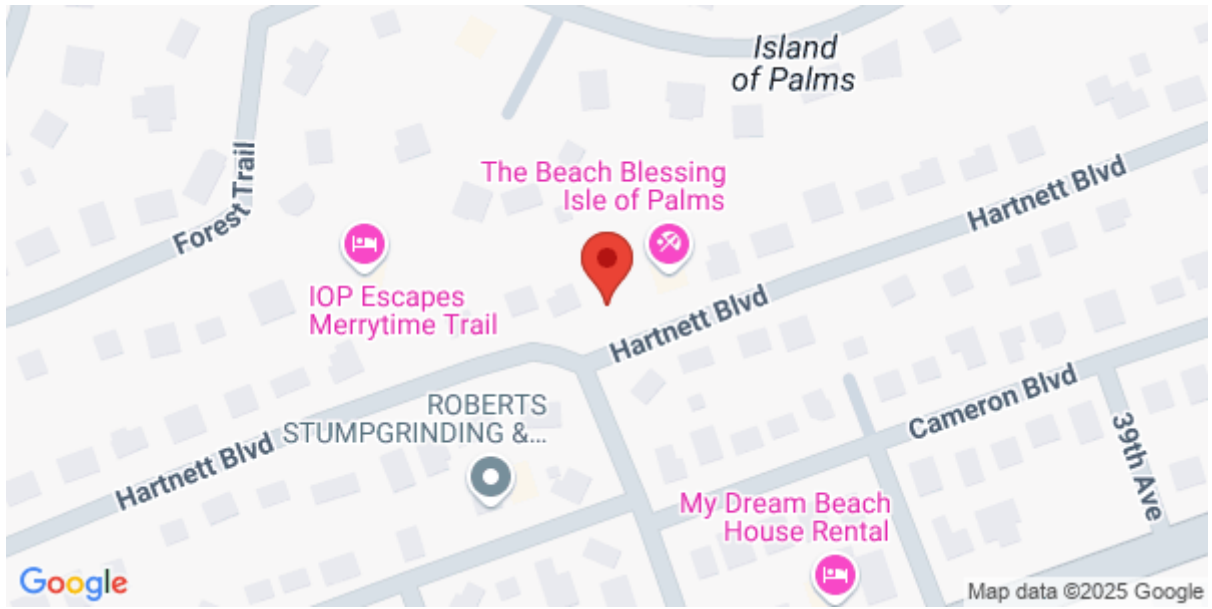 Island
of Palms
The Beach Blessing
Isle of Palms
Hartnett Blvd
Forest Trail
IOP Escapes
Merrytime Trail
Hartnett Blvd
ROBERTS
STUMPGRINDING &...
Cameron Blvd
39th Ave
Hartnett Blvd
My Dream Beach
House Rental
Google
Map data ©2025 Google